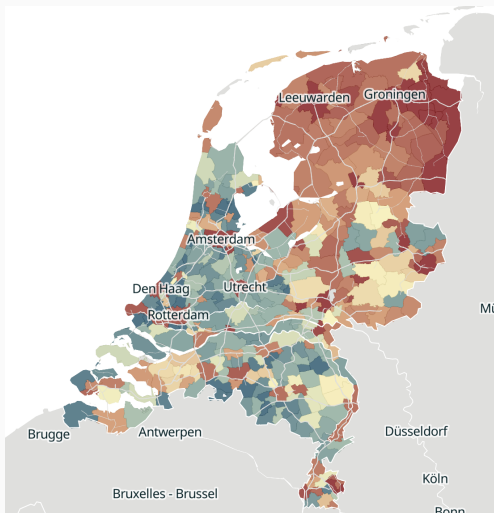 Leeuwarden
Groningen
Amsterdam
Den Haag
Utrecht
Rotterdam
Brugge
Antwerpen
Düsseldorf
Köln
Bruxelles - Brussel